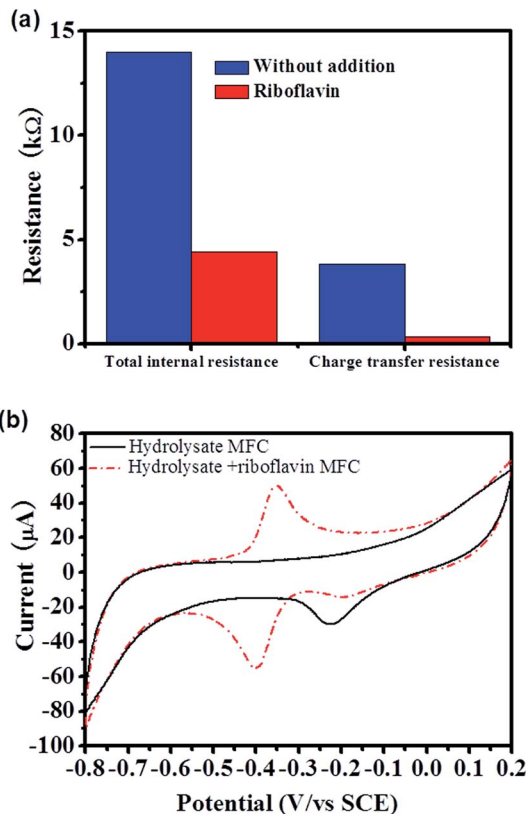 (a)
15
10
5
0
Resistance (kΩ)
Without addition
Riboflavin
Total internal resistance
Charge transfer resistance
(b)
80
60
40
20
0
-20
-40
-60
-80
-100
Current (μA)
Hydrolysate MFC
Hydrolysate +riboflavin MFC
-0.8 -0.7 -0.6 -0.5 -0.4 -0.3 -0.2 -0.1 0.0 0.1 0.2
Potential (V/vs SCE)